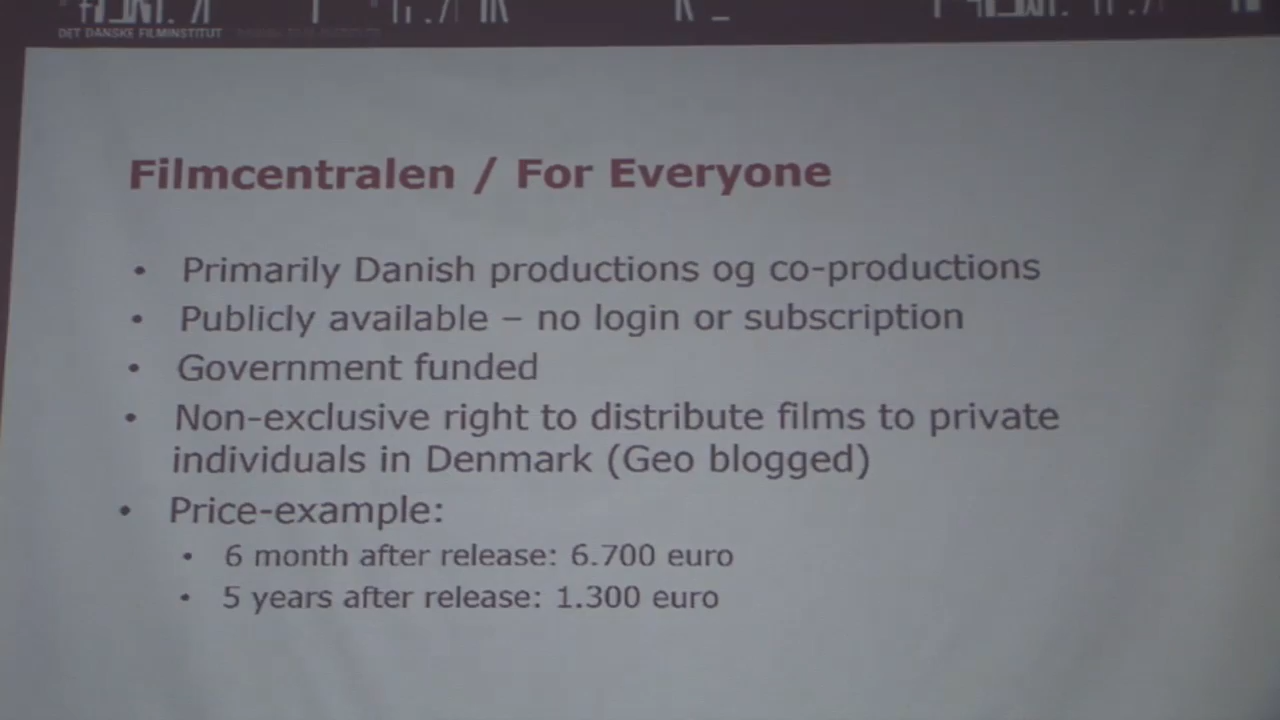 DET DANSKE FILMINSTITUT
Filmcentralen / For Everyone
• Primarily Danish productions og co-productions
• Publicly available – no login or subscription
• Government funded
• Non-exclusive right to distribute films to private
individuals in Denmark (Geo blogged)
• Price-example:
• 6 month after release: 6.700 euro
• 5 years after release: 1.300 euro